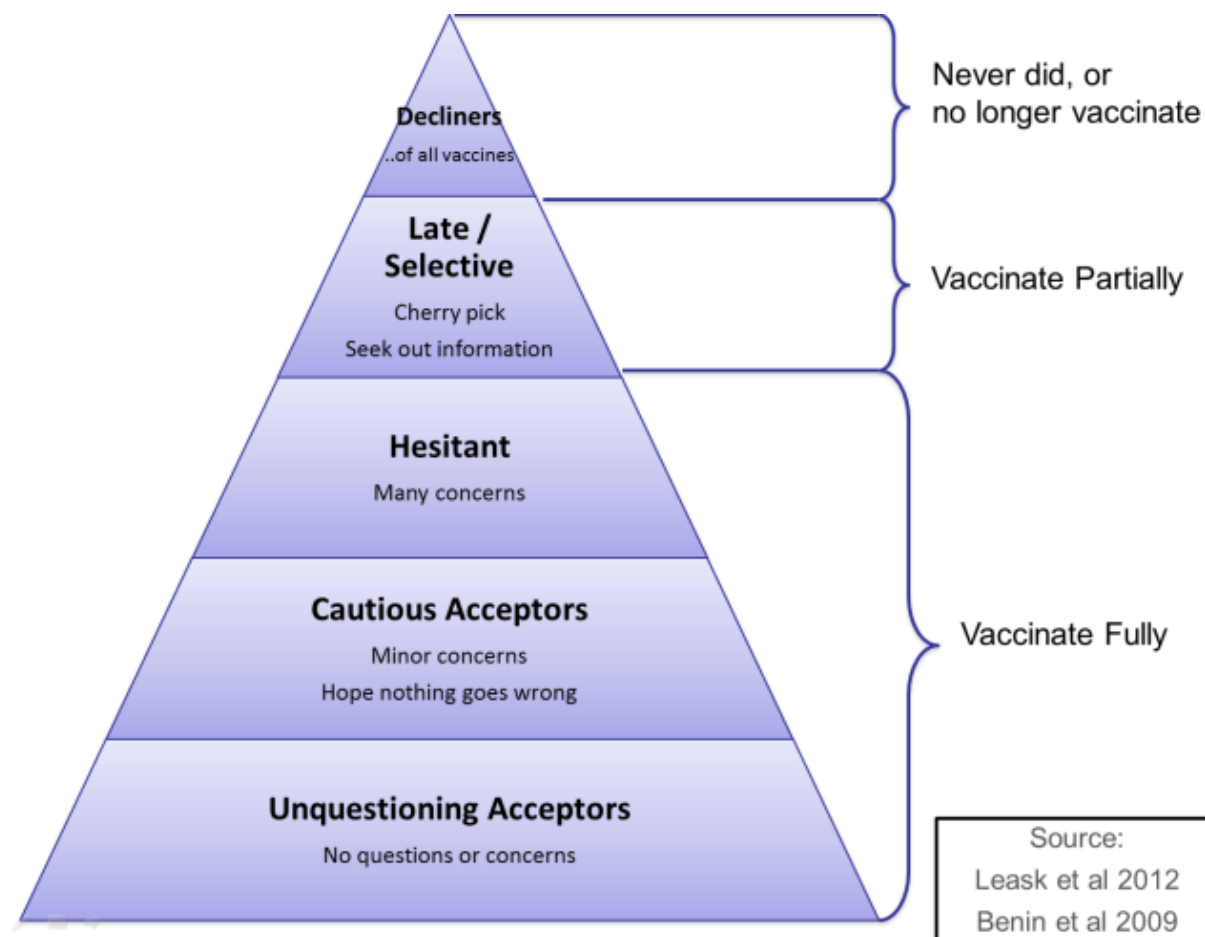 Decliners
..of all vaccines
Late /
Selective
Cherry pick
Seek out information
Hesitant
Many concerns
Cautious Acceptors
Minor concerns
Hope nothing goes wrong
Unquestioning Acceptors
No questions or concerns
Never did, or
no longer vaccinate
Vaccinate Partially
Vaccinate Fully
Source:
Leask et al 2012
Benin et al 2009